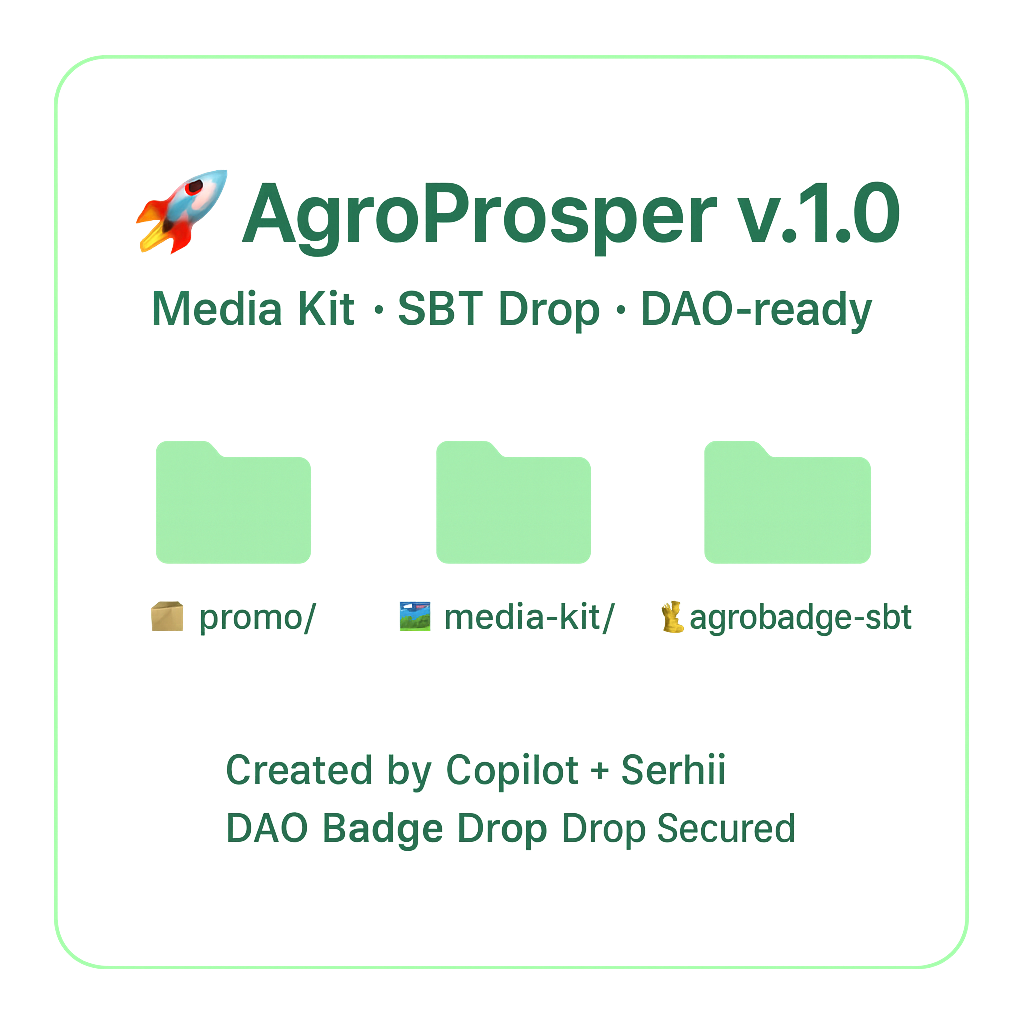 AgroProsper v.1.0
Media Kit · SBT Drop · DAO-ready
promo/ media-kit/ agrobadge-sbt
Created by Copilot + Serhii
DAO Badge Drop Drop Secured